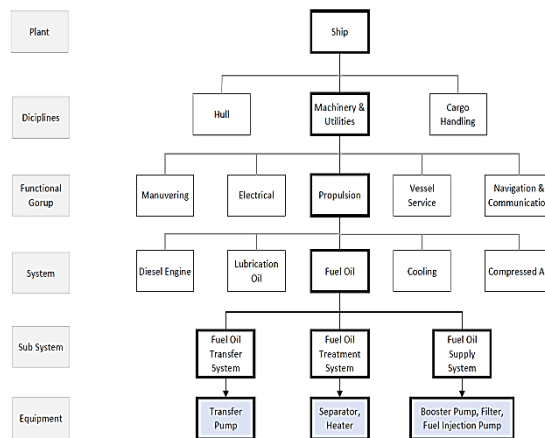 Plant
Ship
Diciplines
Hull
Machinery &
Utilities
Cargo
Handling
Functional
Gorup
Manuvering
Electrical
Propulsion
Vessel
Service
Navigation &
Communication
System
Diesel Engine
Lubrication
Oil
Fuel Oil
Cooling
Compressed A
Sub System
Fuel Oil
Transfer
System
Fuel Oil
Treatment
System
Fuel Oil
Supply
System
Equipment
Transfer
Pump
Separator,
Heater
Booster Pump, Filter,
Fuel Injection Pump